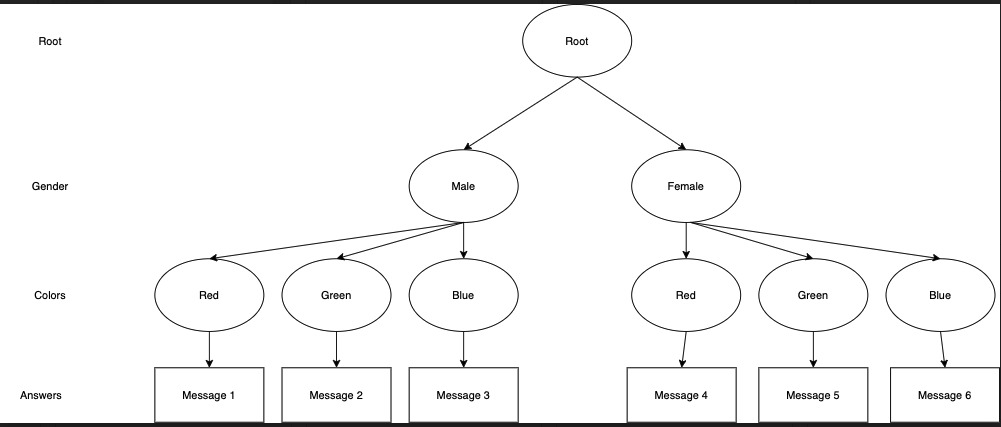 Root
Root
Gender
Male
Female
Colors
Red
Green
Blue
Red
Green
Blue
Answers
Message 1
Message 2
Message 3
Message 4
Message 5
Message 6